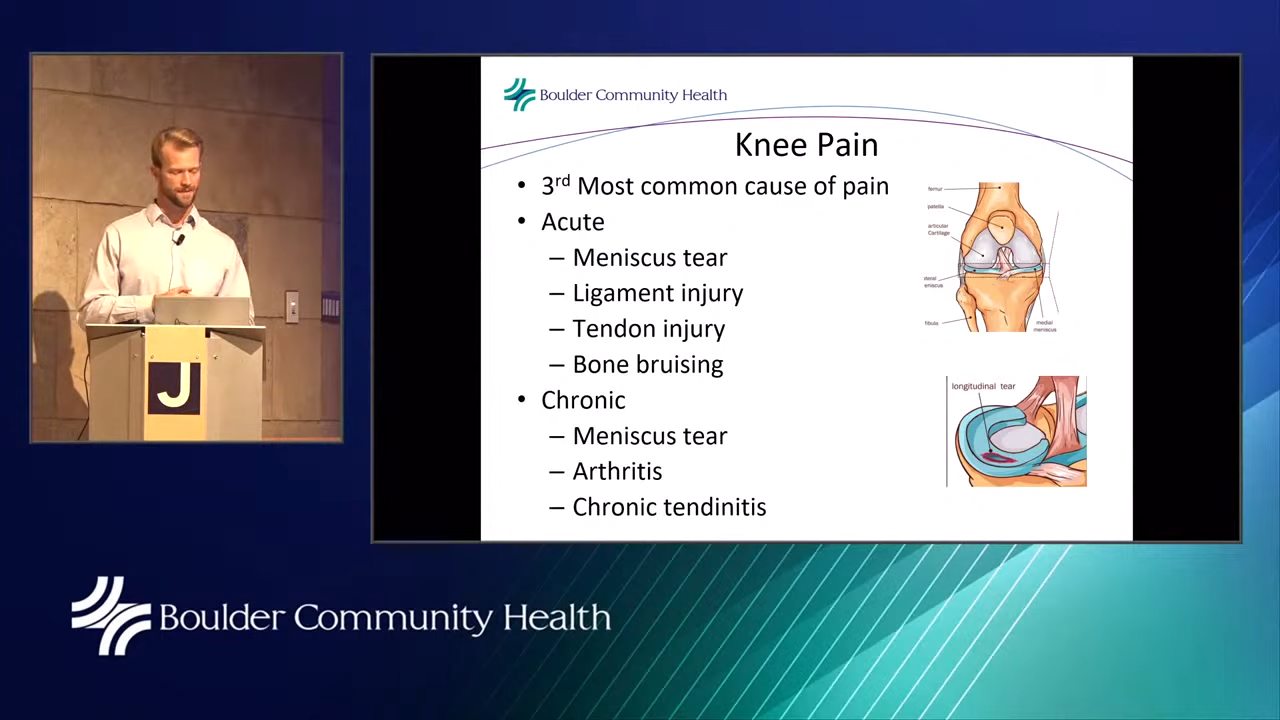 Boulder Community Health
Knee Pain
• 3rd Most common cause of pain
• Acute
– Meniscus tear
– Ligament injury
– Tendon injury
– Bone bruising
• Chronic
– Meniscus tear
– Arthritis
– Chronic tendinitis
femur
patella
articular
Cartilage
deral
eniscus
fibula
medial
meniscus
longitudinal tear
J
Boulder Community Health